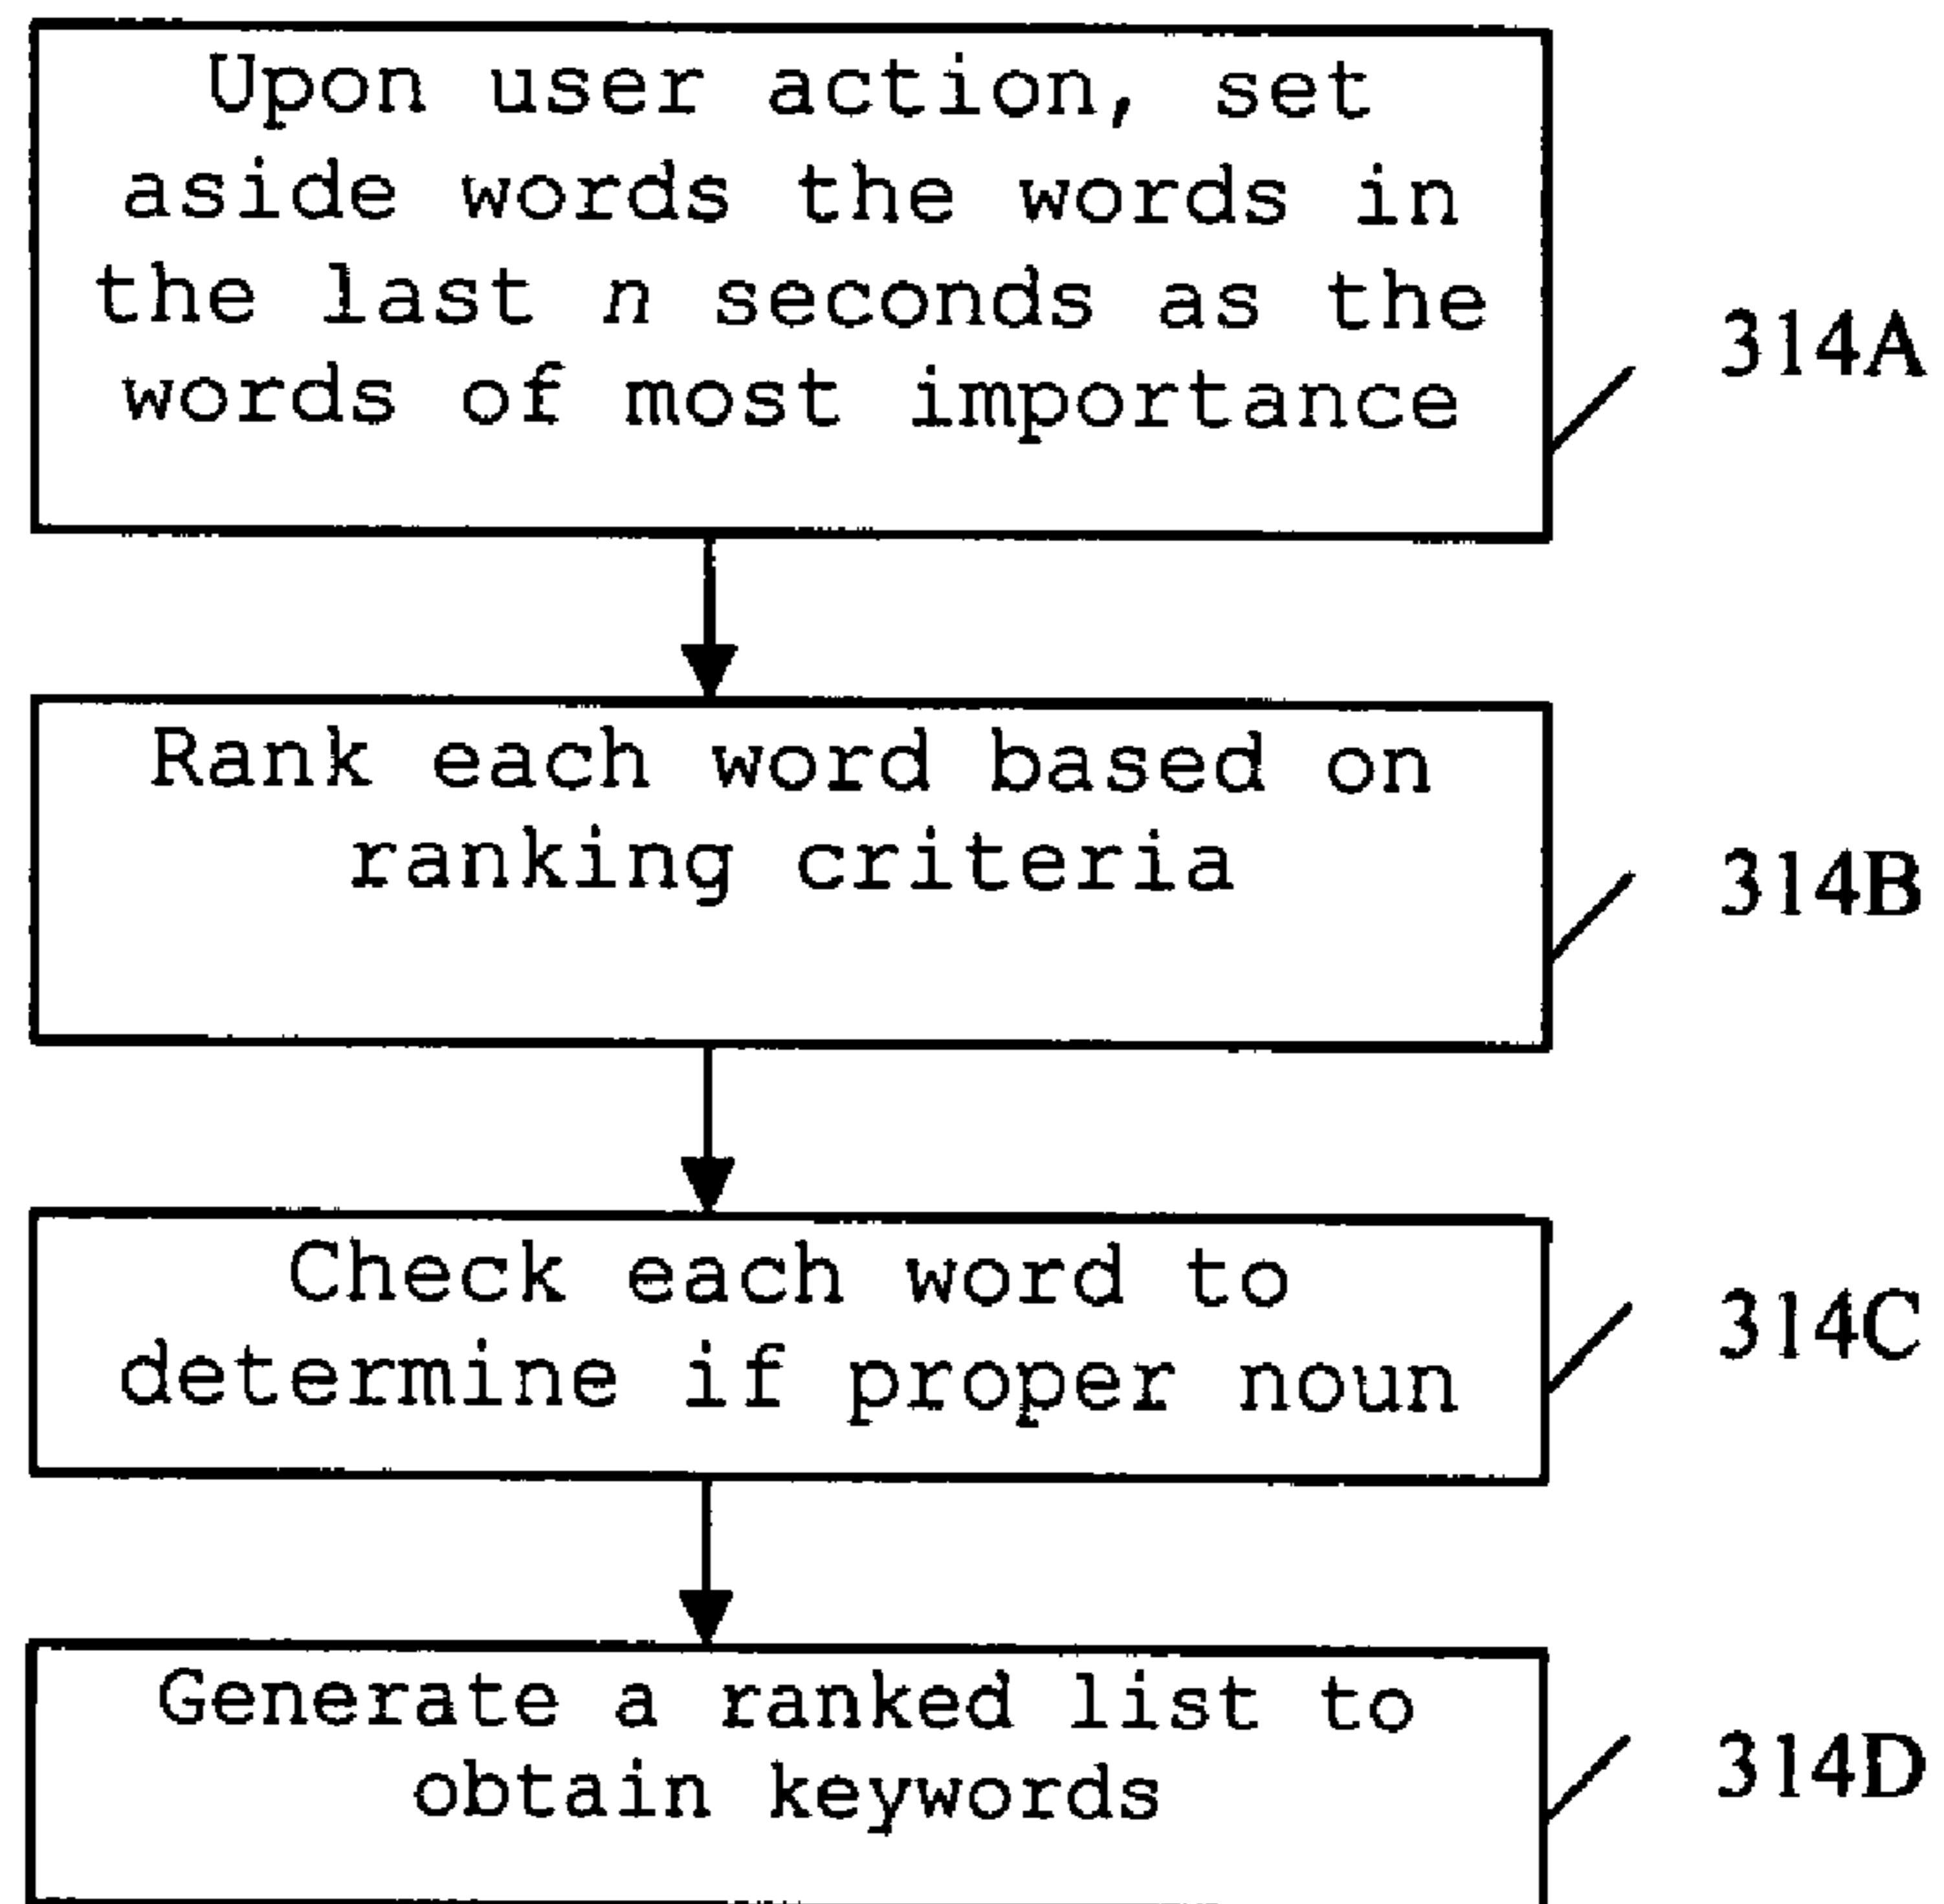 Upon user action, set
aside words the words in
the last n seconds as the
words of most importance
314A
Rank each word based on
ranking criteria
314B
Check each word to
determine if proper noun
314C
Generate a ranked list to
obtain keywords
314D